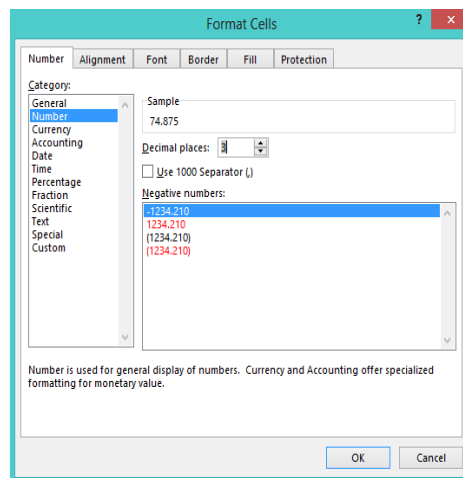 Format Cells
? ×
Number Alignment Font Border Fill Protection
Category:
General
Number
Currency
Accounting
Date
Time
Percentage
Fraction
Scientific
Text
Special
Custom
Sample
74.875
Decimal places: 3
Use 1000 Separator (,)
Negative numbers:
-1234.210
1234.210
(1234.210)
(1234.210)
Number is used for general display of numbers. Currency and Accounting offer specialized
formatting for monetary value.
OK Cancel